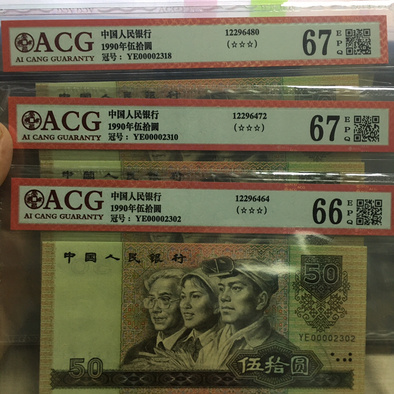 ACG
AI CANG GUARANTY
中国人民银行
1990年伍拾圆
冠号：YE00002318
12296480
(☆☆☆)
67 EPQ
ACG
AI CANG GUARANTY
中国人民银行
1990年伍拾圆
冠号：YE00002310
12296472
(☆☆☆)
67 EPQ
ACG
AI CANG GUARANTY
中国人民银行
1990年伍拾圆
冠号：YE00002302
12296464
(☆☆☆)
66 EPQ
中国人民银行
50
YE00002302
50
伍拾圆